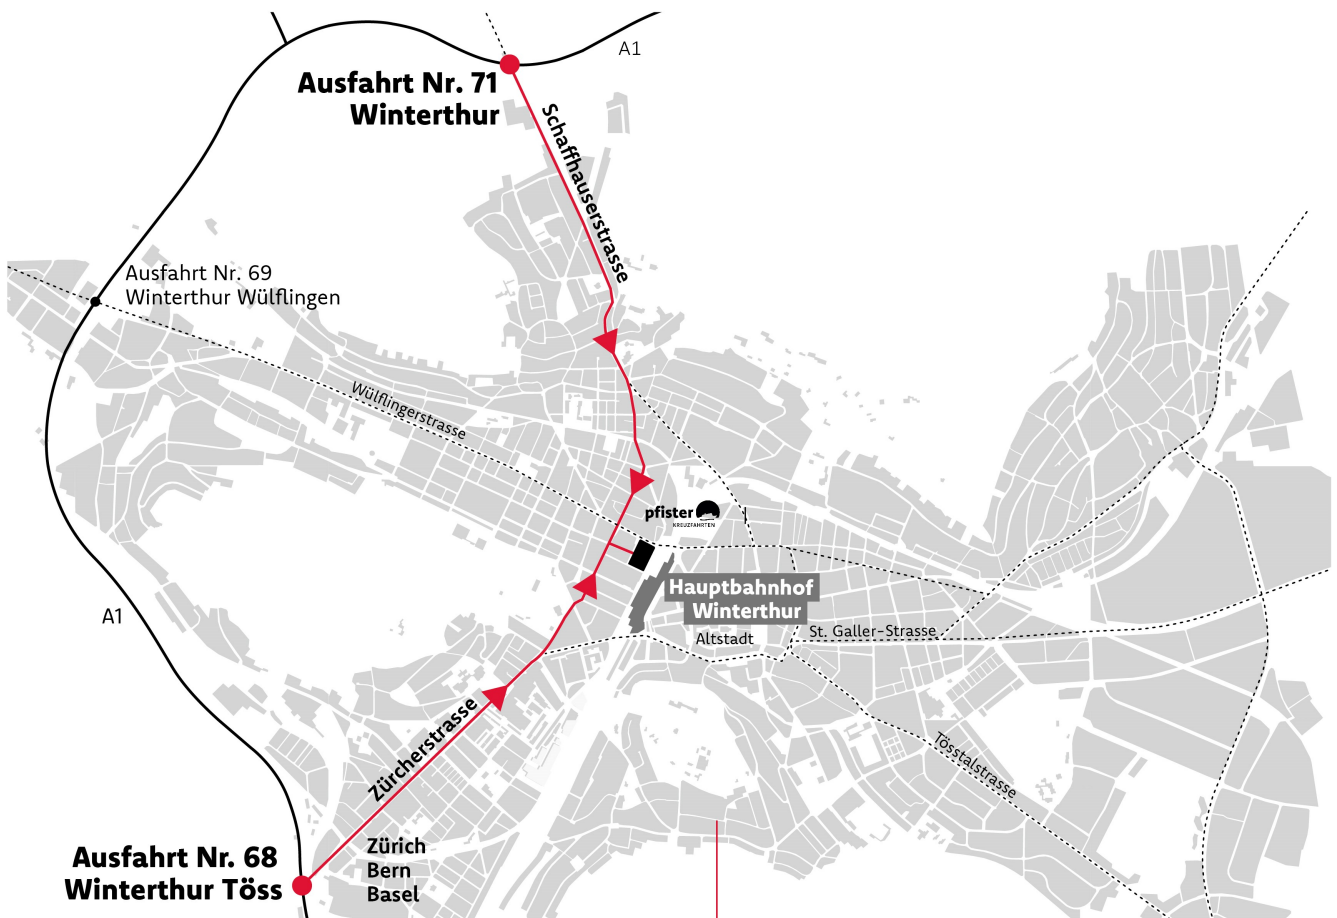 A1
Ausfahrt Nr. 71
Winterthur
Schaffhauserstrasse
Ausfahrt Nr. 69
Winterthur Wülflingen
Wülflingerstrasse
pfister
KREUZFAHRTEN
Hauptbahnhof
Winterthur
A1
St. Galler-Strasse
Altstadt
Zürcherstrasse
Tösstalstrasse
Zürich
Bern
Basel
Ausfahrt Nr. 68
Winterthur Töss